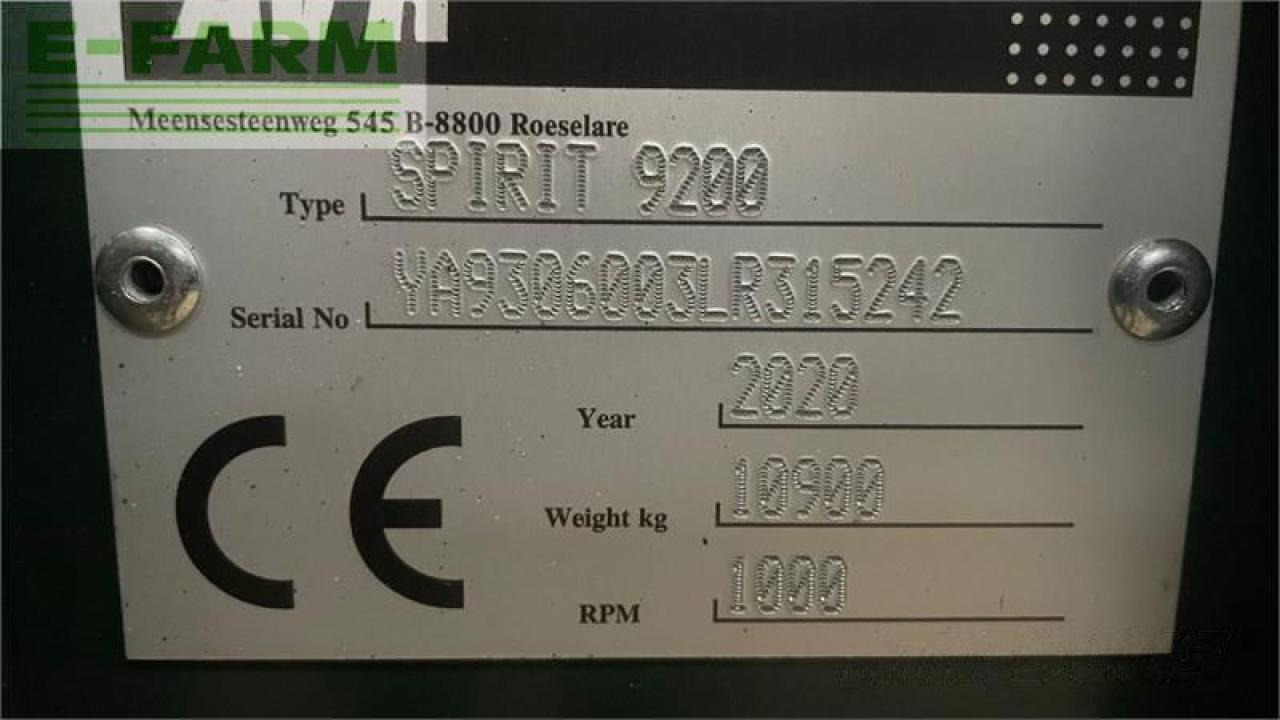 E-FARM
Meensesteenweg 545 B-8800 Roeselare
Type SPIRIT 9200
Serial No YA9306003LR315242
CE
Year 2020
Weight kg 10900
RPM 1000